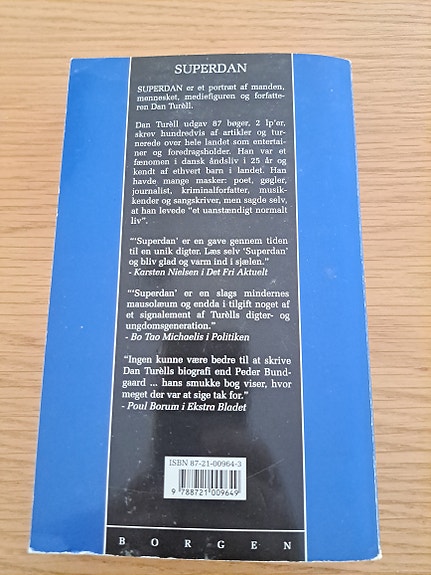 SUPERDAN
SUPERDAN er et portræt af manden,
mennesket, mediefiguren og forfatte-
ren Dan Turèll.
Dan Turèll udgav 87 bøger, 2 lp'er,
skrev hundredvis af artikler og tur-
nerede over hele landet som entertai-
ner og foredragsholder. Han var et
fænomen i dansk åndsliv i 25 år og
kendt af ethvert barn i landet. Han
havde mange masker: poet, gøgler,
journalist, kriminalforfatter, musik-
kender og sangskriver, men sagde selv,
at han levede "et uanstændigt normalt
liv".
"'Superdan' er en gave gennem tiden
til en unik digter. Læs selv 'Superdan'
og bliv glad og varm ind i sjælen."
- Karsten Nielsen i Det Fri Aktuelt
"'Superdan' er en slags mindernes
mausolæum og endda i tilgift noget af
et signalement af Turèlls digter- og
ungdomsgeneration."
- Bo Tao Michaelis i Politiken
"Ingen kunne være bedre til at skrive
Dan Turèlls biografi end Peder Bund-
gaard ... hans smukke bog viser, hvor
meget der var at sige tak for."
- Poul Borum i Ekstra Bladet
ISBN 87-21-00964-3
9 788721 009649
BORGEN